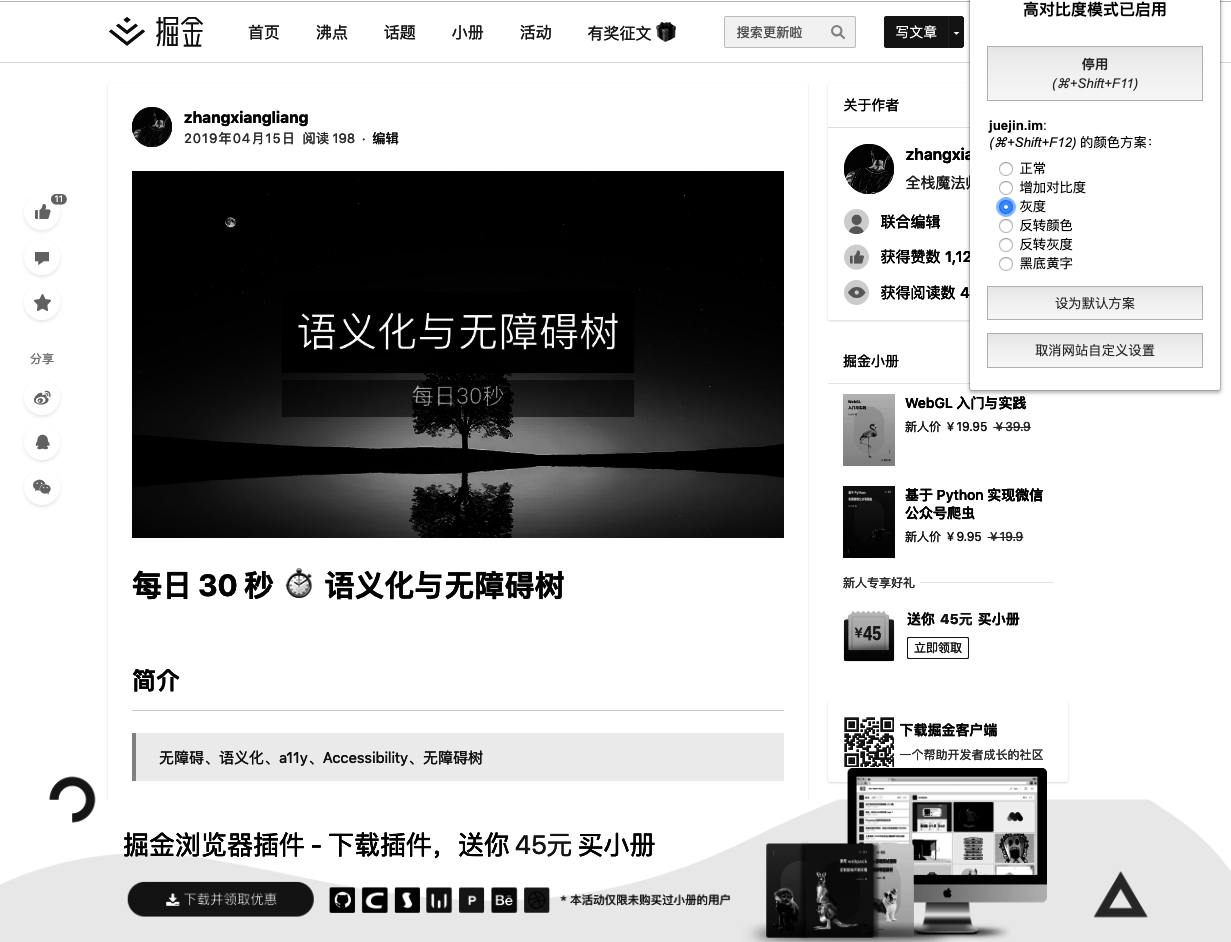 掘金
首页
沸点
话题
小册
活动
有奖征文
搜索更新啦
写文章
高对比度模式已启用
停用
(⌘+Shift+F11)
juejin.im:
(⌘+Shift+F12) 的颜色方案：
正常
增加对比度
灰度
反转颜色
反转灰度
黑底黄字
设为默认方案
取消网站自定义设置
zhangxiangliang
2019年04月15日 阅读 198 · 编辑
语义化与无障碍树
每日30秒
11
分享
每日 30 秒 ⏱ 语义化与无障碍树
简介
无障碍、语义化、a11y、Accessibility、无障碍树
关于作者
zhangxia
全栈魔法
联合编辑
获得赞数 1,12
获得阅读数 4
掘金小册
WebGL
入门与实践
WebGL 入门与实践
新人价 ￥19.95 ￥39.9
基于 Python 实现微信
公众号爬虫
新人价 ￥9.95 ￥19.9
新人专享好礼
¥45
送你 45元 买小册
立即领取
下载掘金客户端
一个帮助开发者成长的社区
掘金浏览器插件 - 下载插件，送你 45元 买小册
下载并领取优惠
P
Bē
* 本活动仅限未购买过小册的用户